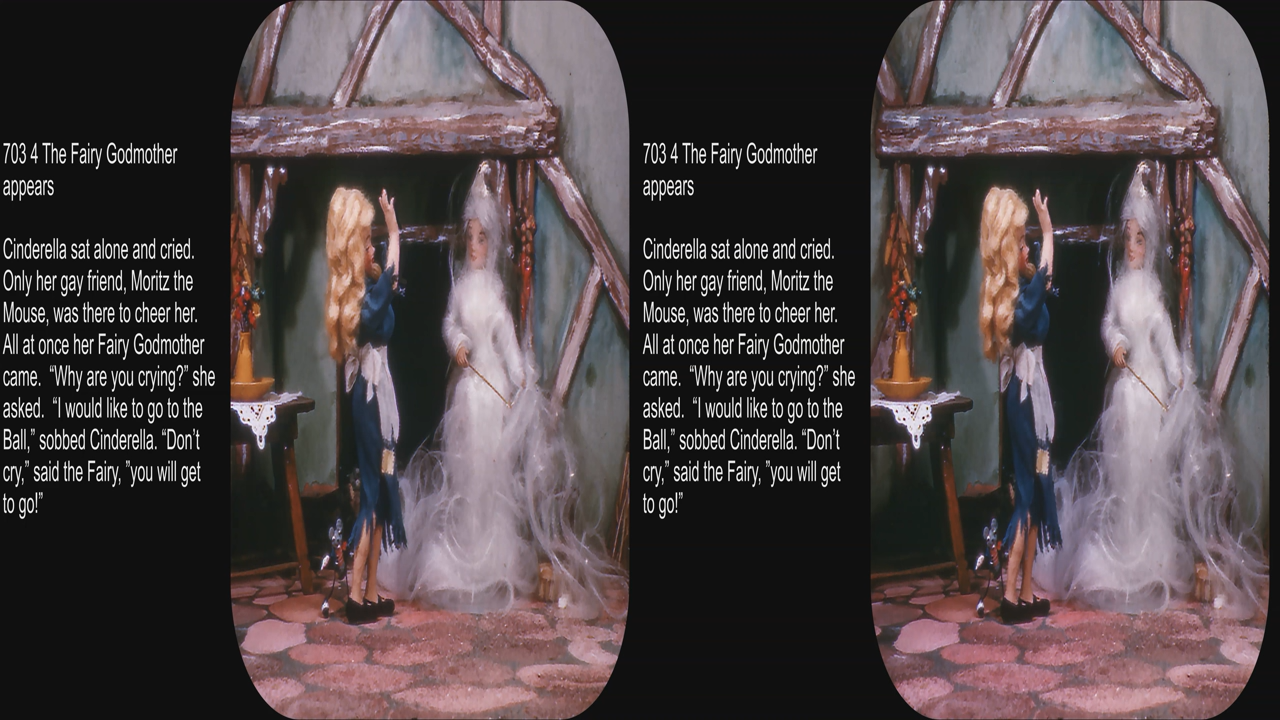 703 4 The Fairy Godmother
appears
Cinderella sat alone and cried.
Only her gay friend, Moritz the
Mouse, was there to cheer her.
All at once her Fairy Godmother
came. “Why are you crying?” she
asked. “I would like to go to the
Ball,” sobbed Cinderella. “Don’t
cry,” said the Fairy, ”you will get
to go!”
703 4 The Fairy Godmother
appears
Cinderella sat alone and cried.
Only her gay friend, Moritz the
Mouse, was there to cheer her.
All at once her Fairy Godmother
came. “Why are you crying?” she
asked. “I would like to go to the
Ball,” sobbed Cinderella. “Don’t
cry,” said the Fairy, ”you will get
to go!”